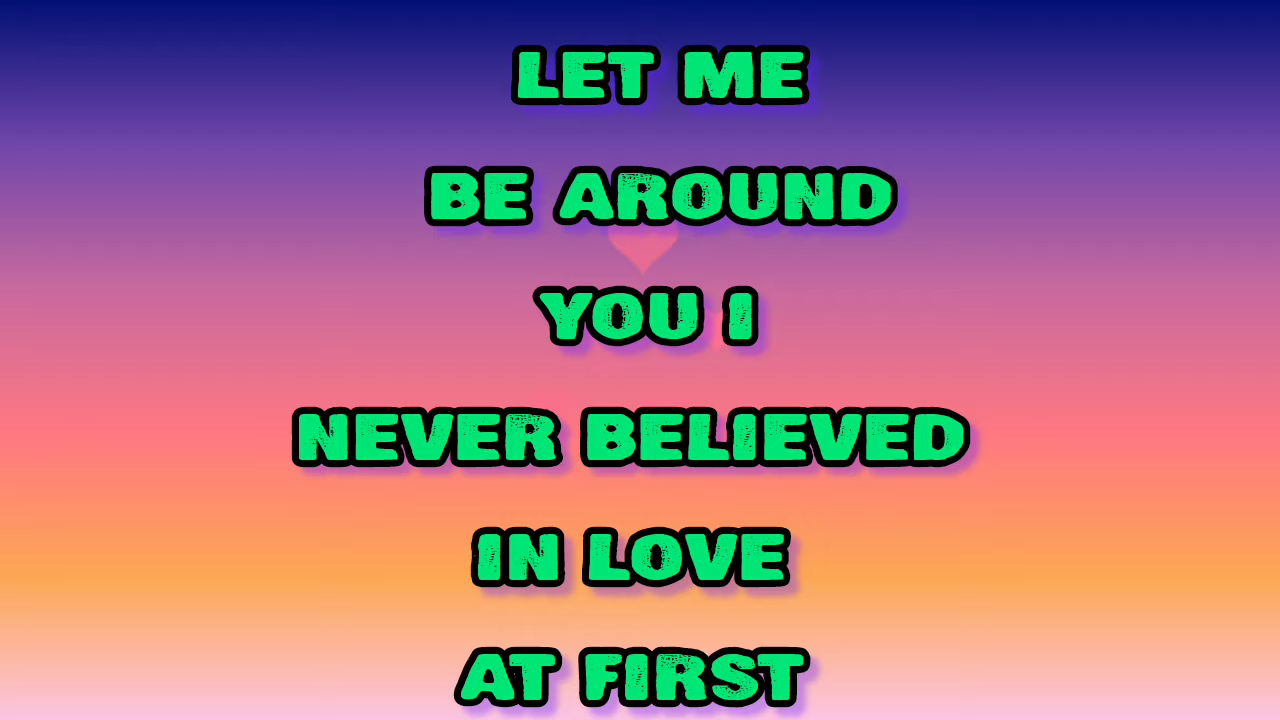 LET ME
BE AROUND
YOU I
NEVER BELIEVED
IN LOVE
AT FIRST